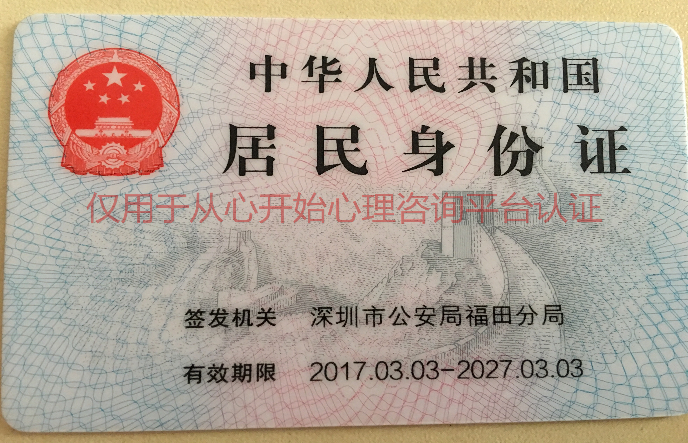 中华人民共和国
居民身份证
仅用于从心开始心理咨询平台认证
签发机关 深圳市公安局福田分局
有效期限 2017.03.03-2027.03.03